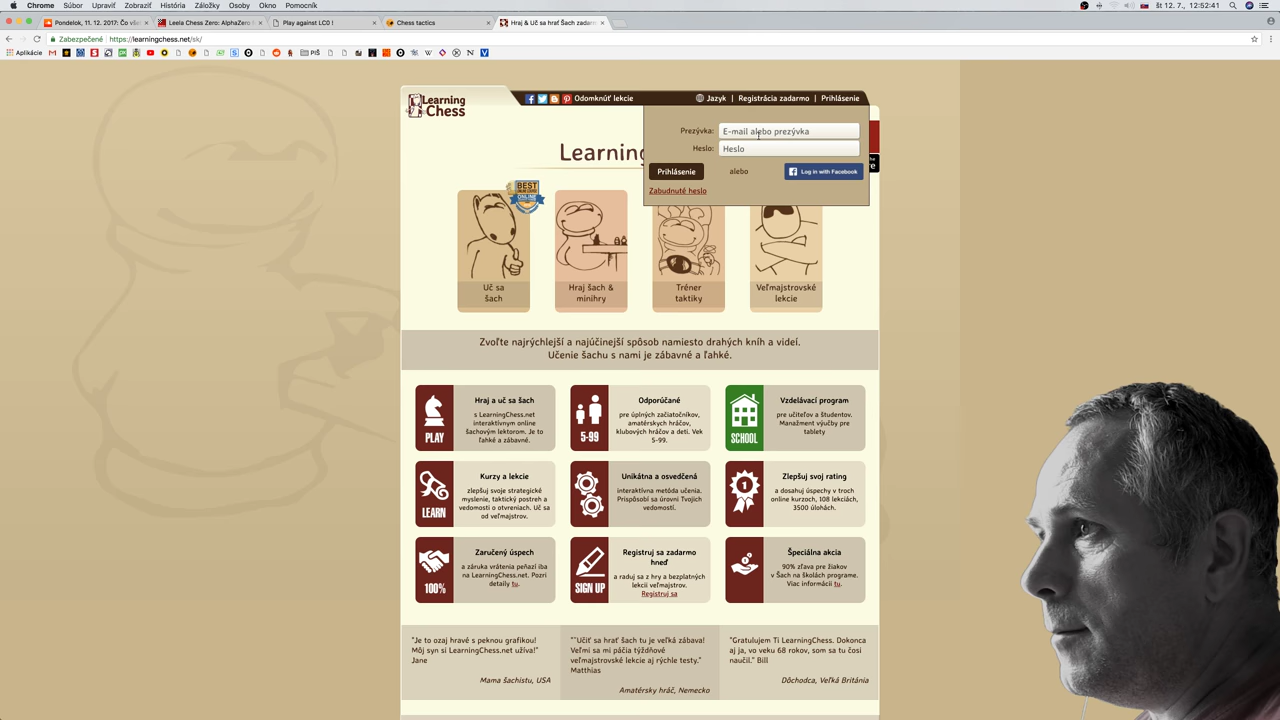 Chrome Súbor Upraviť Zobraziť História Záložky Osoby Okno Pomocník
št 12. 7., 12:52:41
Pondelok, 11. 12. 2017: Čo vše
Leela Chess Zero: AlphaZero
Play against LC0 !
Chess tactics
Hraj & Uč sa hrať Šach zadarm
Zabezpečené https://learningchess.net/sk/
Aplikácie
PIŠ
Learning
Chess
Odomknúť lekcie
Jazyk | Registrácia zadarmo | Prihlásenie
Prezývka: E-mail alebo prezývka
Heslo: Heslo
Prihlásenie alebo Log in with Facebook
Zabudnuté heslo
Learning
BEST
ONLINE
Uč sa
šach
Hraj šach &
minihry
Tréner
taktiky
Veľmajstrovské
lekcie
Zvoľte najrýchlejší a najúčinejší spôsob namiesto drahých kníh a videí.
Učenie šachu s nami je zábavné a ľahké.
PLAY
Hraj a uč sa šach
s LearningChess.net
interaktívnym online
šachovým lektorom. Je to
ľahké a zábavné.
5-99
Odporúčané
pre úplných začiatočníkov,
amatérskych hráčov,
klubových hráčov a deti. Vek
5-99.
SCHOOL
Vzdelávací program
pre učiteľov a študentov.
Manažment výučby pre
tablety
LEARN
Kurzy a lekcie
zlepšuj svoje strategické
myslenie, taktický postreh a
vedomosti o otvreniach. Uč sa
od veľmajstrov.
Unikátna a osvedčená
interaktívna metóda učenia.
Prispôsobí sa úrovni Tvojich
vedomostí.
1
Zlepšuj svoj rating
a dosahuj úspechy v troch
online kurzoch, 108 lekciách,
3500 úlohách.
100%
Zaručený úspech
a záruka vrátenia peňazí iba
na LearningChess.net. Pozri
detaily tu.
SIGN UP
Registruj sa zadarmo
hneď
a raduj sa z hry a bezplatných
lekcií veľmajstrov.
Registruj sa
Špeciálna akcia
90% zľava pre žiakov
v Šach na školách programe.
Viac informácií tu.
"Je to ozaj hravé s peknou grafikou!
Môj syn si LearningChess.net užíva!"
Jane
Mama šachistu, USA
"˜Učiť sa hrať šach tu je veľká zábava!
Veľmi sa mi páčia týždňové
veľmajstrovské lekcie aj rýchle testy."
Matthias
Amatérsky hráč, Nemecko
"Gratulujem Ti LearningChess. Dokonca
aj ja, vo veku 68 rokov, som sa tu čosi
naučil." Bill
Dôchodca, Veľká Británia